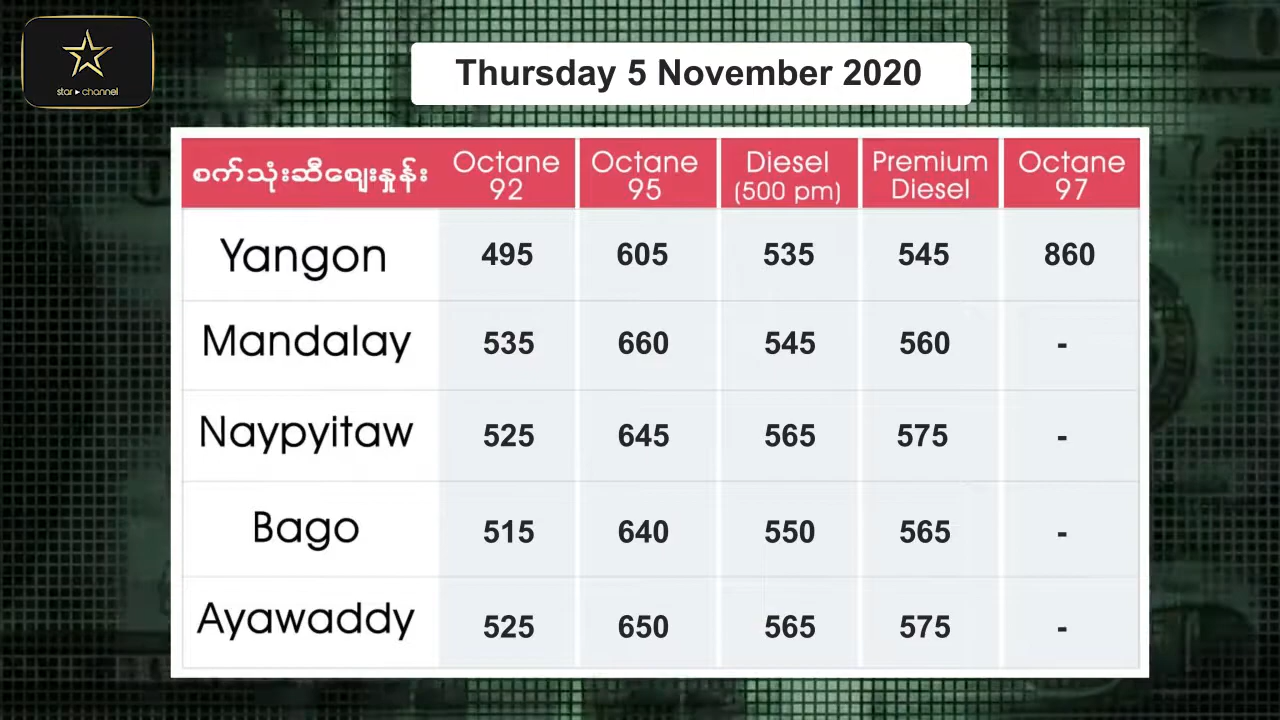 star channel
Thursday 5 November 2020
စက်သုံးဆီဈေးနှုန်း Octane 92 Octane 95 Diesel (500 pm) Premium Diesel Octane 97
Yangon 495 605 535 545 860
Mandalay 535 660 545 560 -
Naypyitaw 525 645 565 575 -
Bago 515 640 550 565 -
Ayawaddy 525 650 565 575 -